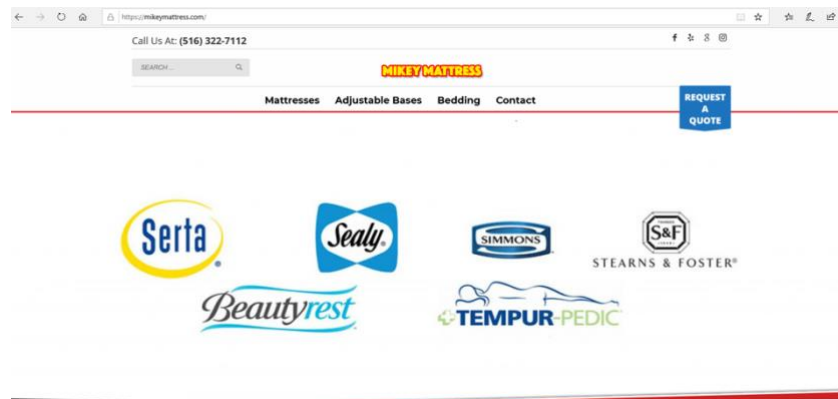 https://mikeymattress.com/
Call Us At: (516) 322-7112
SEARCH ...
MIKEY MATTRESS
Mattresses Adjustable Bases Bedding Contact
REQUEST
A
QUOTE
Serta
Sealy
SIMMONS
S&F
STEARNS & FOSTER®
Beautyrest
TEMPUR-PEDIC